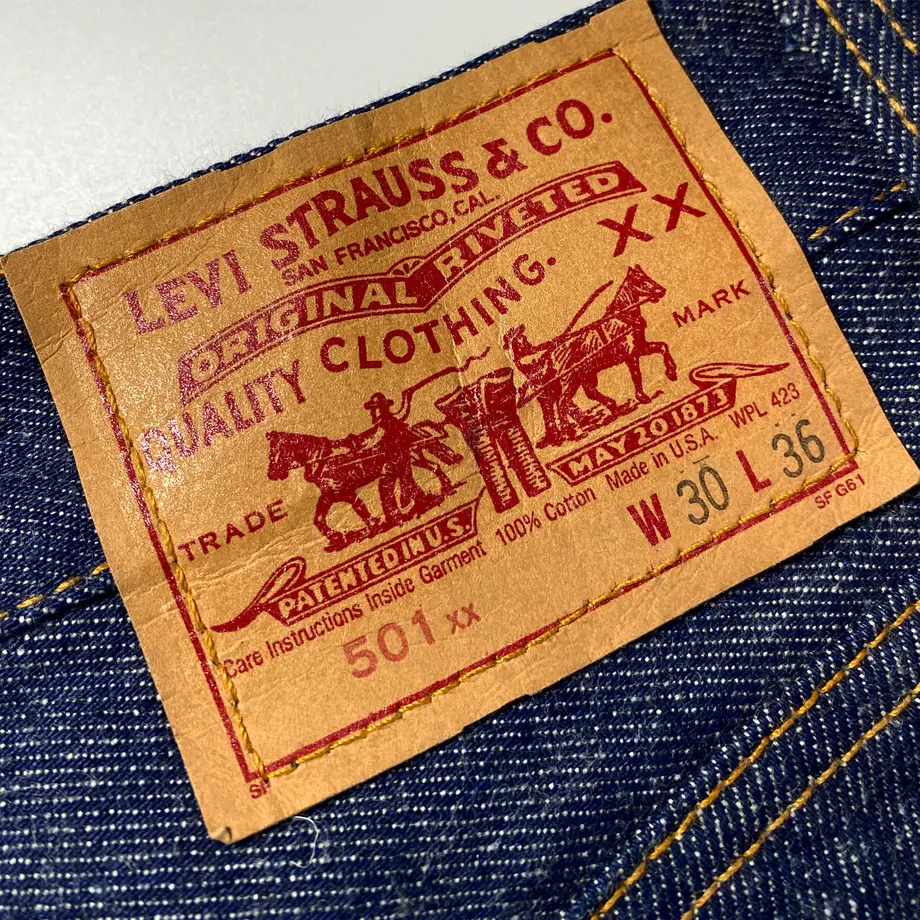 LEVI STRAUSS & CO.
SAN FRANCISCO, CAL.
ORIGINAL RIVETED
QUALITY CLOTHING. XX
TRADE MARK
PATENTED IN U.S. MAY 20 1873
Care Instructions Inside Garment 100% Cotton Made in U.S.A. WPL 423
501 XX W 30 L 36
SF SF G61